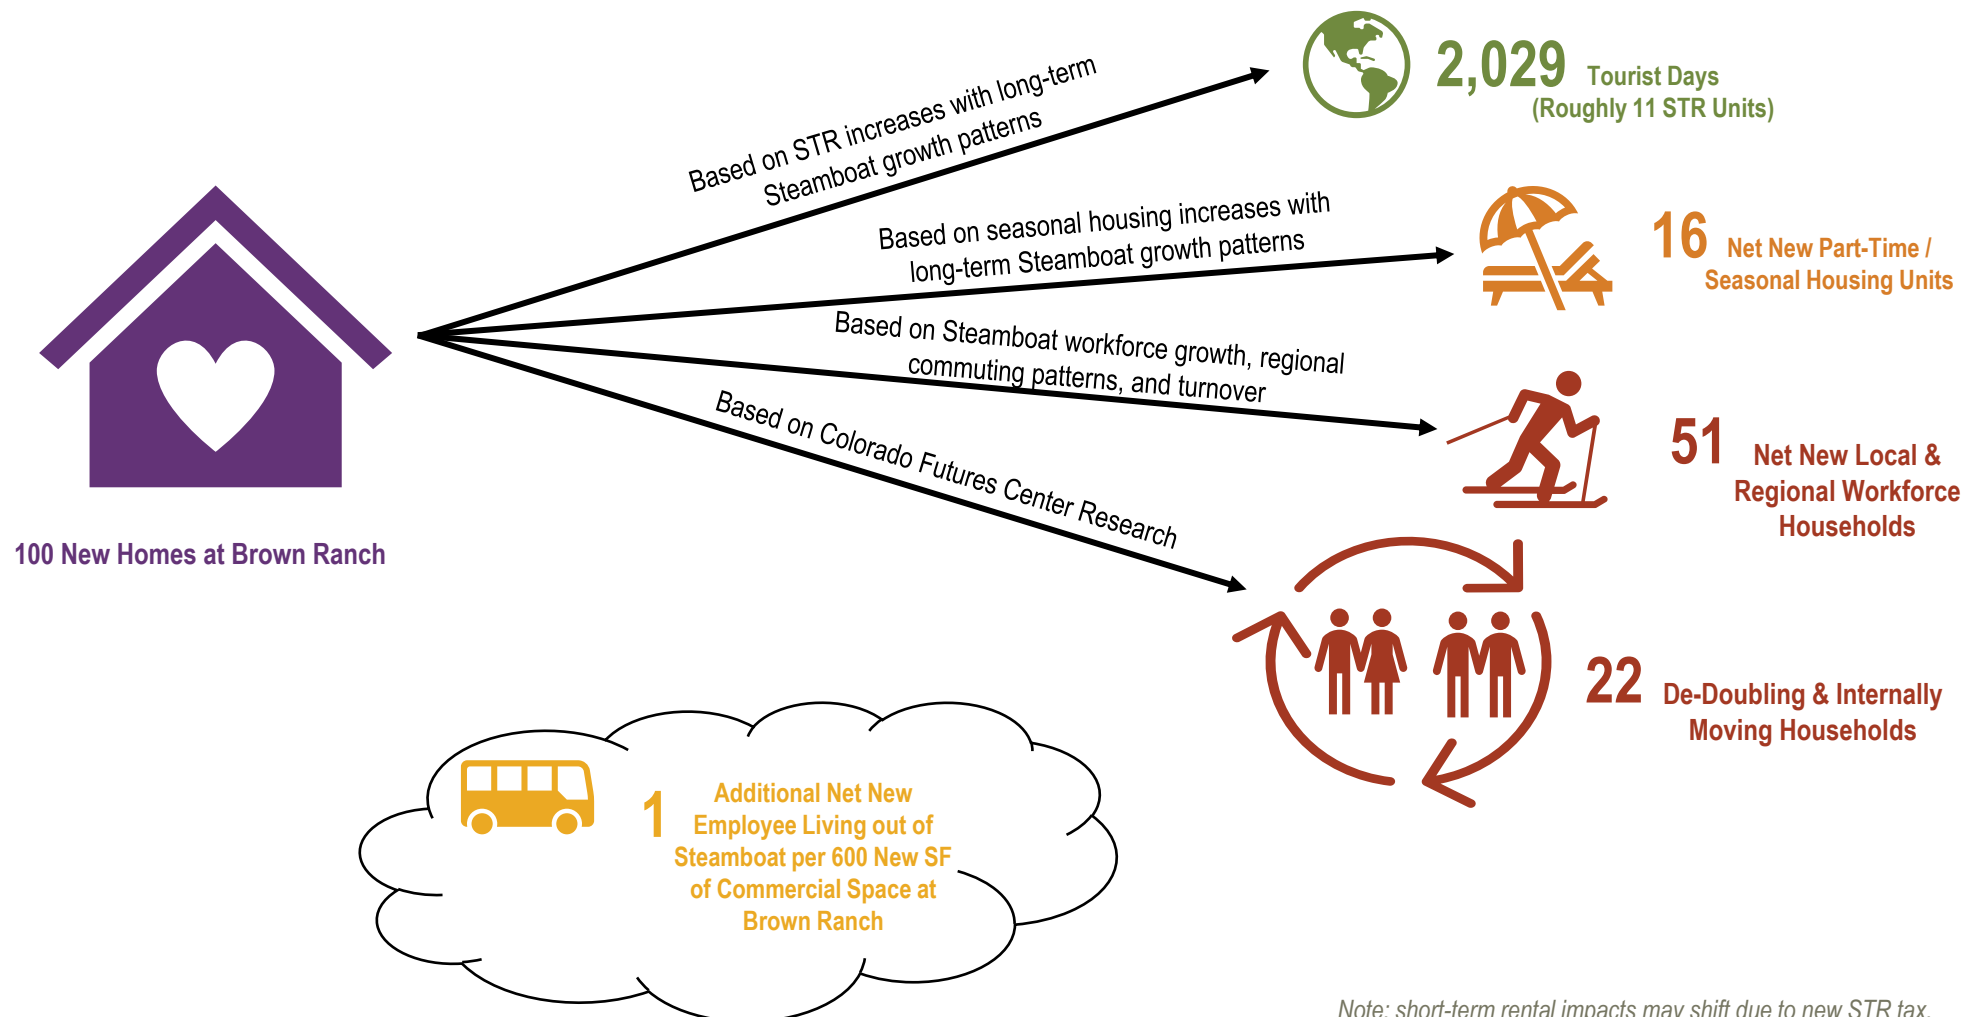 Based on STR increases with long-term
Steamboat growth patterns
2,029 Tourist Days
(Roughly 11 STR Units)
Based on seasonal housing increases with
long-term Steamboat growth patterns
16 Net New Part-Time /
Seasonal Housing Units
Based on Steamboat workforce growth, regional
commuting patterns, and turnover
51 Net New Local &
Regional Workforce
Households
Based on Colorado Futures Center Research
22 De-Doubling & Internally
Moving Households
100 New Homes at Brown Ranch
1 Additional Net New
Employee Living out of
Steamboat per 600 New SF
of Commercial Space at
Brown Ranch
Note: short-term rental impacts may shift due to new STR tax.